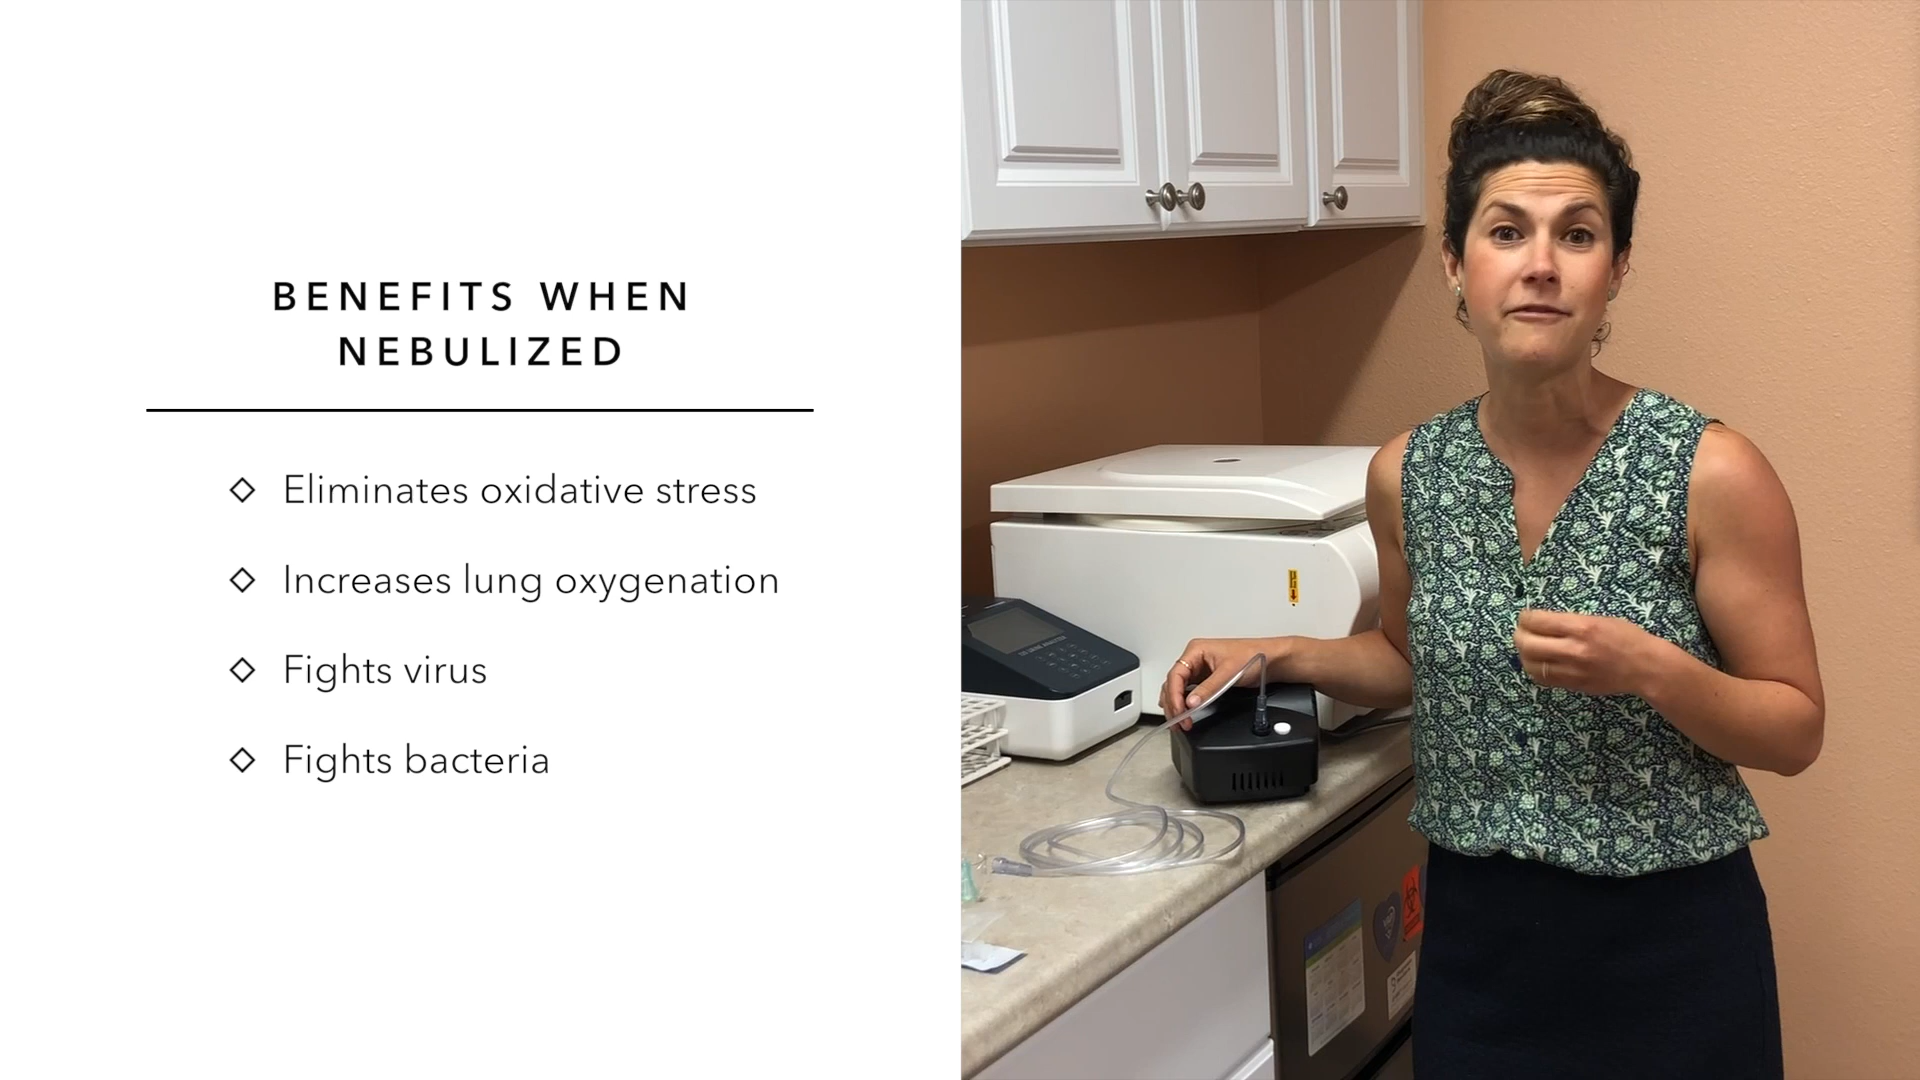 BENEFITS WHEN
NEBULIZED
Eliminates oxidative stress
Increases lung oxygenation
Fights virus
Fights bacteria